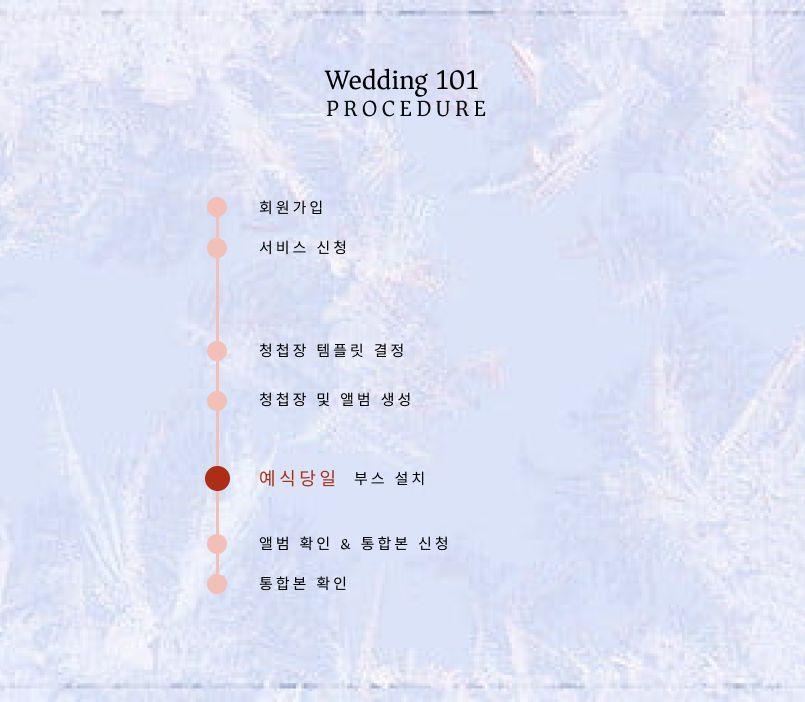 Wedding 101
PROCEDURE
회원가입
서비스 신청
청첩장 템플릿 결정
청첩장 및 앨범 생성
예식당일 부스 설치
앨범 확인 & 통합본 신청
통합본 확인